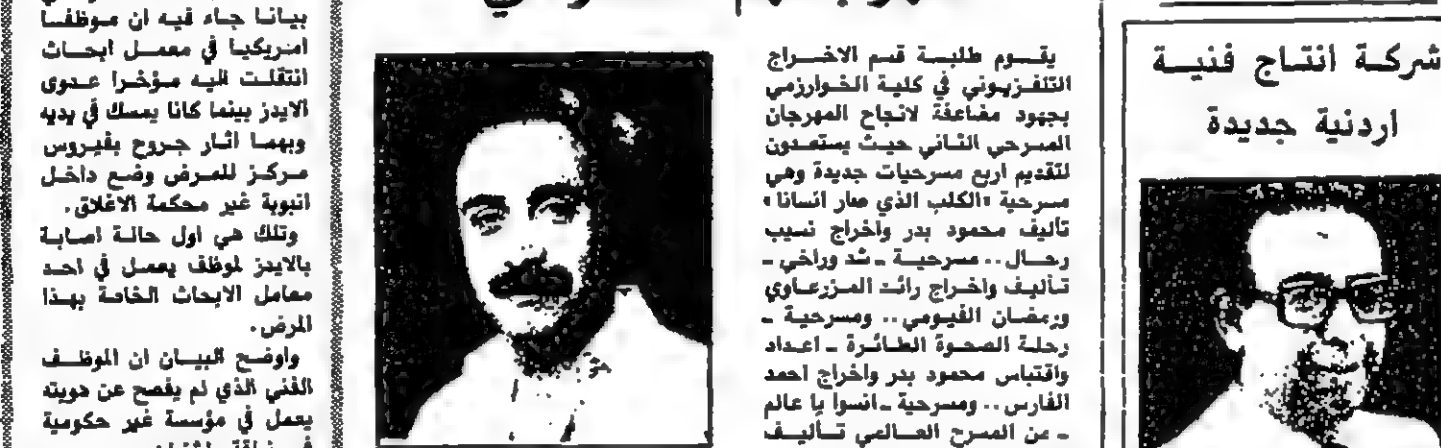 شركة انتاج فنية
اردنية جديدة
يقوم طلبة قسم الاخراج
التلفزيوني في كلية الخوارزمي
بجهود مضاعفة لانجاح المهرجان
المسرحي الثاني حيث يستعدون
لتقديم اربع مسرحيات جديدة وهي
مسرحية «الكلب الذي صار انسانا»
تأليف محمود بدر واخراج نسيب
رحال .. مسرحية ـ شد وراخي ـ
تأليف واخراج رائد المزرعاوي
ورمضان الفيومي .. ومسرحية ـ
رحلة الصحوة الطائرة ـ اعداد
واقتباس محمود بدر واخراج احمد
الفارس .. ومسرحية ـ انسوا يا عالم
ـ عن المسرح العالمي تأليف
بيانا جاء فيه ان موظفا
امريكيا في معمل ابحاث
انتقلت اليه مؤخرا عدوى
الايدز بينما كانا يمسك في يديه
وبهما اثار جروح بفيروس
مركز للمرض وضع داخل
انبوبة غير محكمة الاغلاق.
وتلك هي اول حالة اصابة
بالايدز لموظف يعمل في احد
معامل الابحاث الخاصة بهذا
المرض.
واوضح البيان ان الموظف
الفني الذي لم يفصح عن هويته
يعمل في مؤسسة غير حكومية